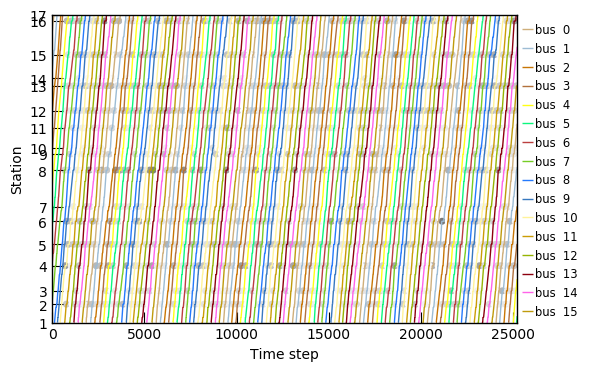 17
16
15
14
13
12
11
10
9
8
7
6
5
4
3
2
1
Station
0 5000 10000 15000 20000 25000
Time step
bus 0
bus 1
bus 2
bus 3
bus 4
bus 5
bus 6
bus 7
bus 8
bus 9
bus 10
bus 11
bus 12
bus 13
bus 14
bus 15